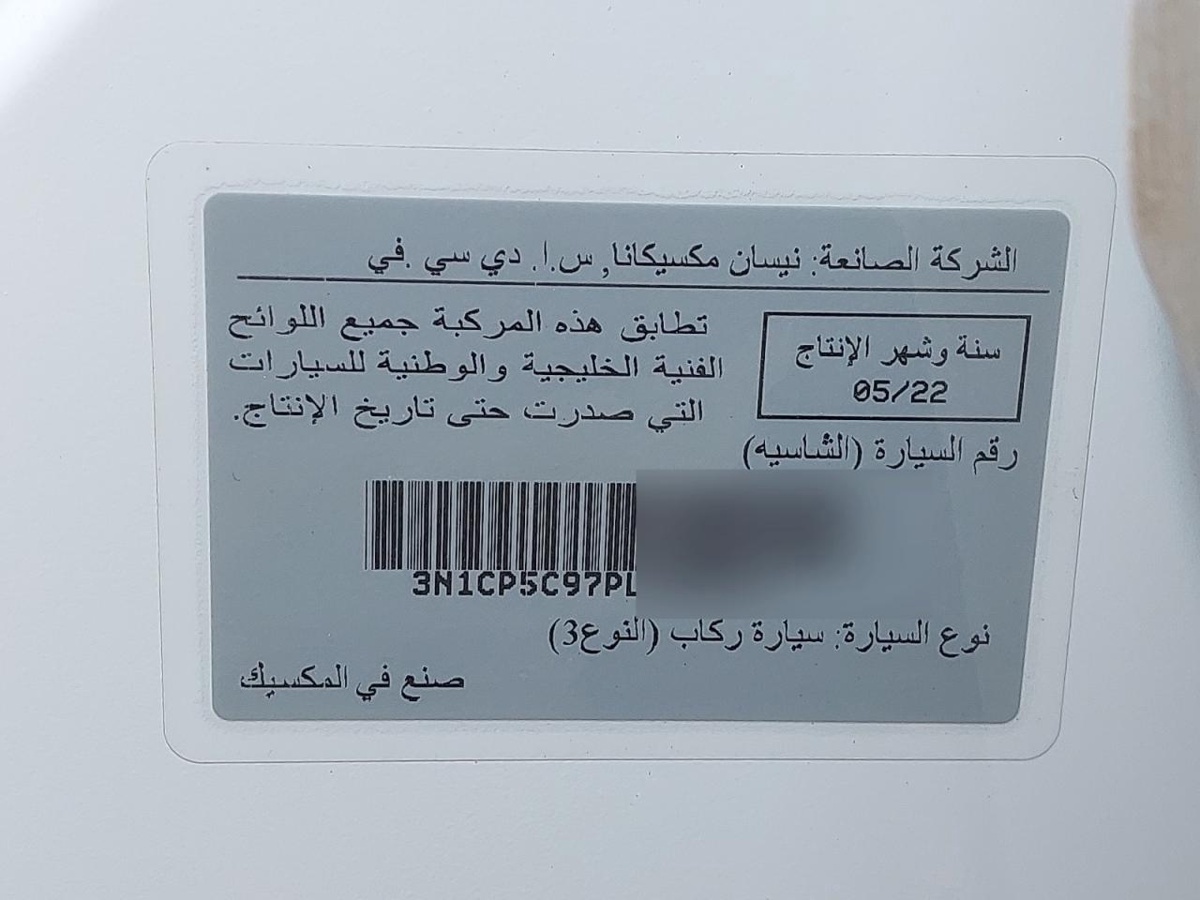 الشركة الصانعة: نيسان مكسيكانا, س.ا. دي سي .في
سنة وشهر الإنتاج
05/22
تطابق هذه المركبة جميع اللوائح
الفنية الخليجية والوطنية للسيارات
التي صدرت حتى تاريخ الإنتاج.
رقم السيارة (الشاسيه)
3N1CP5C97PL
نوع السيارة: سيارة ركاب (النوع3)
صنع في المكسيك